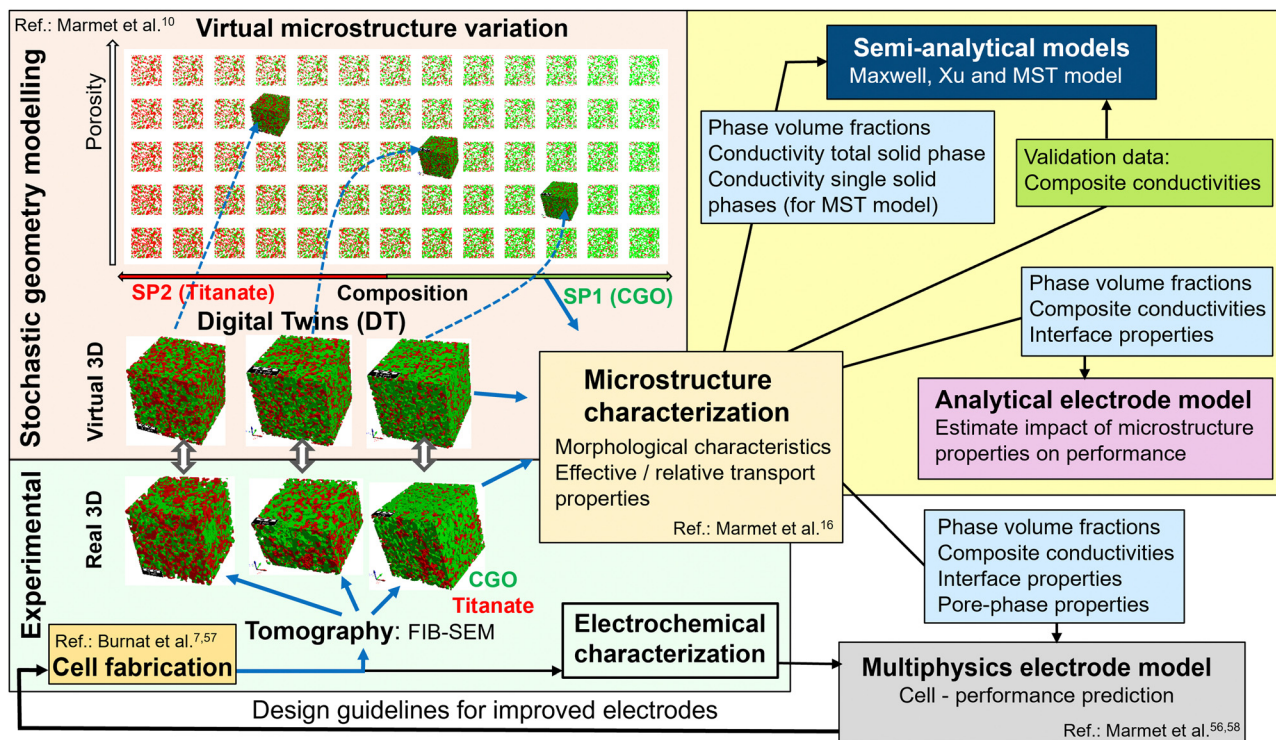 Ref.: Marmet et al.10
Virtual microstructure variation
Porosity
SP2 (Titanate)
Composition
SP1 (CGO)
Digital Twins (DT)
Stochastic geometry modelling
Virtual 3D
Experimental
Real 3D
CGO
Titanate
Tomography: FIB-SEM
Ref.: Burnat et al.7,57
Cell fabrication
Electrochemical
characterization
Design guidelines for improved electrodes
Microstructure
characterization
Morphological characteristics
Effective / relative transport
properties
Ref.: Marmet et al.16
Semi-analytical models
Maxwell, Xu and MST model
Phase volume fractions
Conductivity total solid phase
Conductivity single solid
phases (for MST model)
Validation data:
Composite conductivities
Phase volume fractions
Composite conductivities
Interface properties
Analytical electrode model
Estimate impact of microstructure
properties on performance
Phase volume fractions
Composite conductivities
Interface properties
Pore-phase properties
Multiphysics electrode model
Cell - performance prediction
Ref.: Marmet et al.56,58